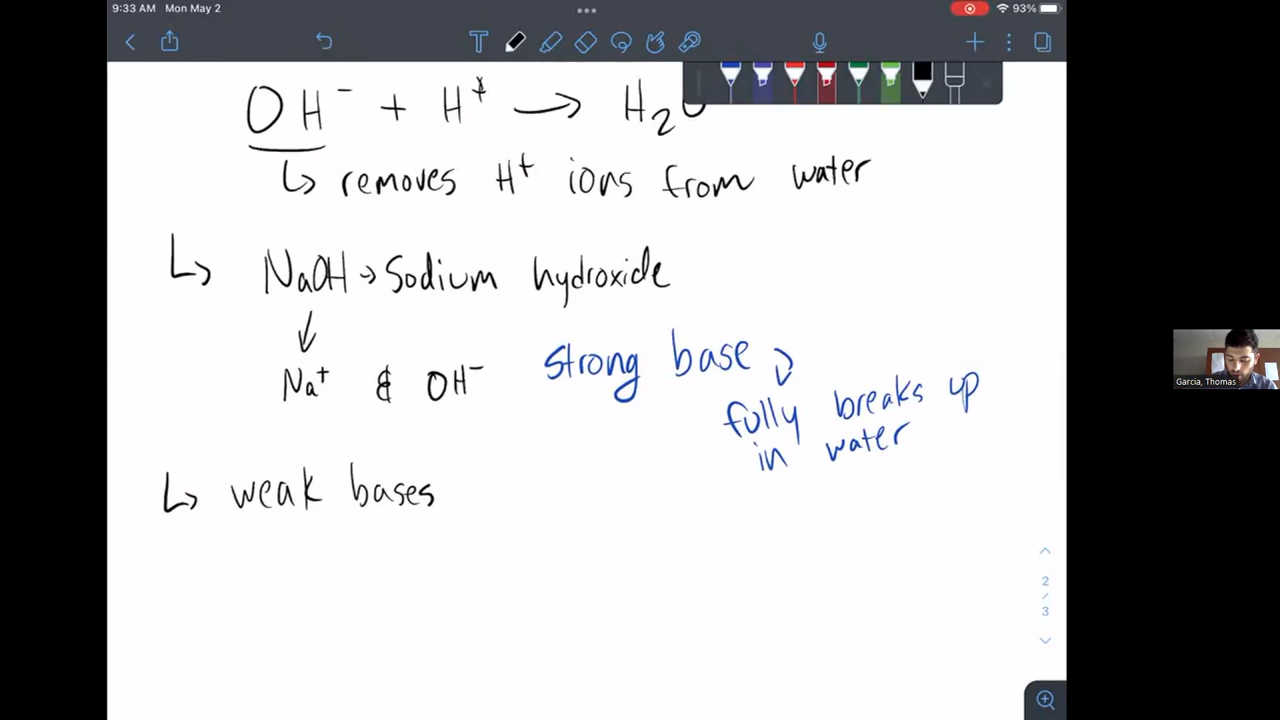 9:33 AM Mon May 2
93%
OH⁻ + H⁺ → H₂O
↳ removes H⁺ ions from water
↳ NaOH → Sodium hydroxide
↓
Na⁺ & OH⁻
strong base ↓
fully breaks up
in water
↳ weak bases
Garcia, Thomas
2
/
3